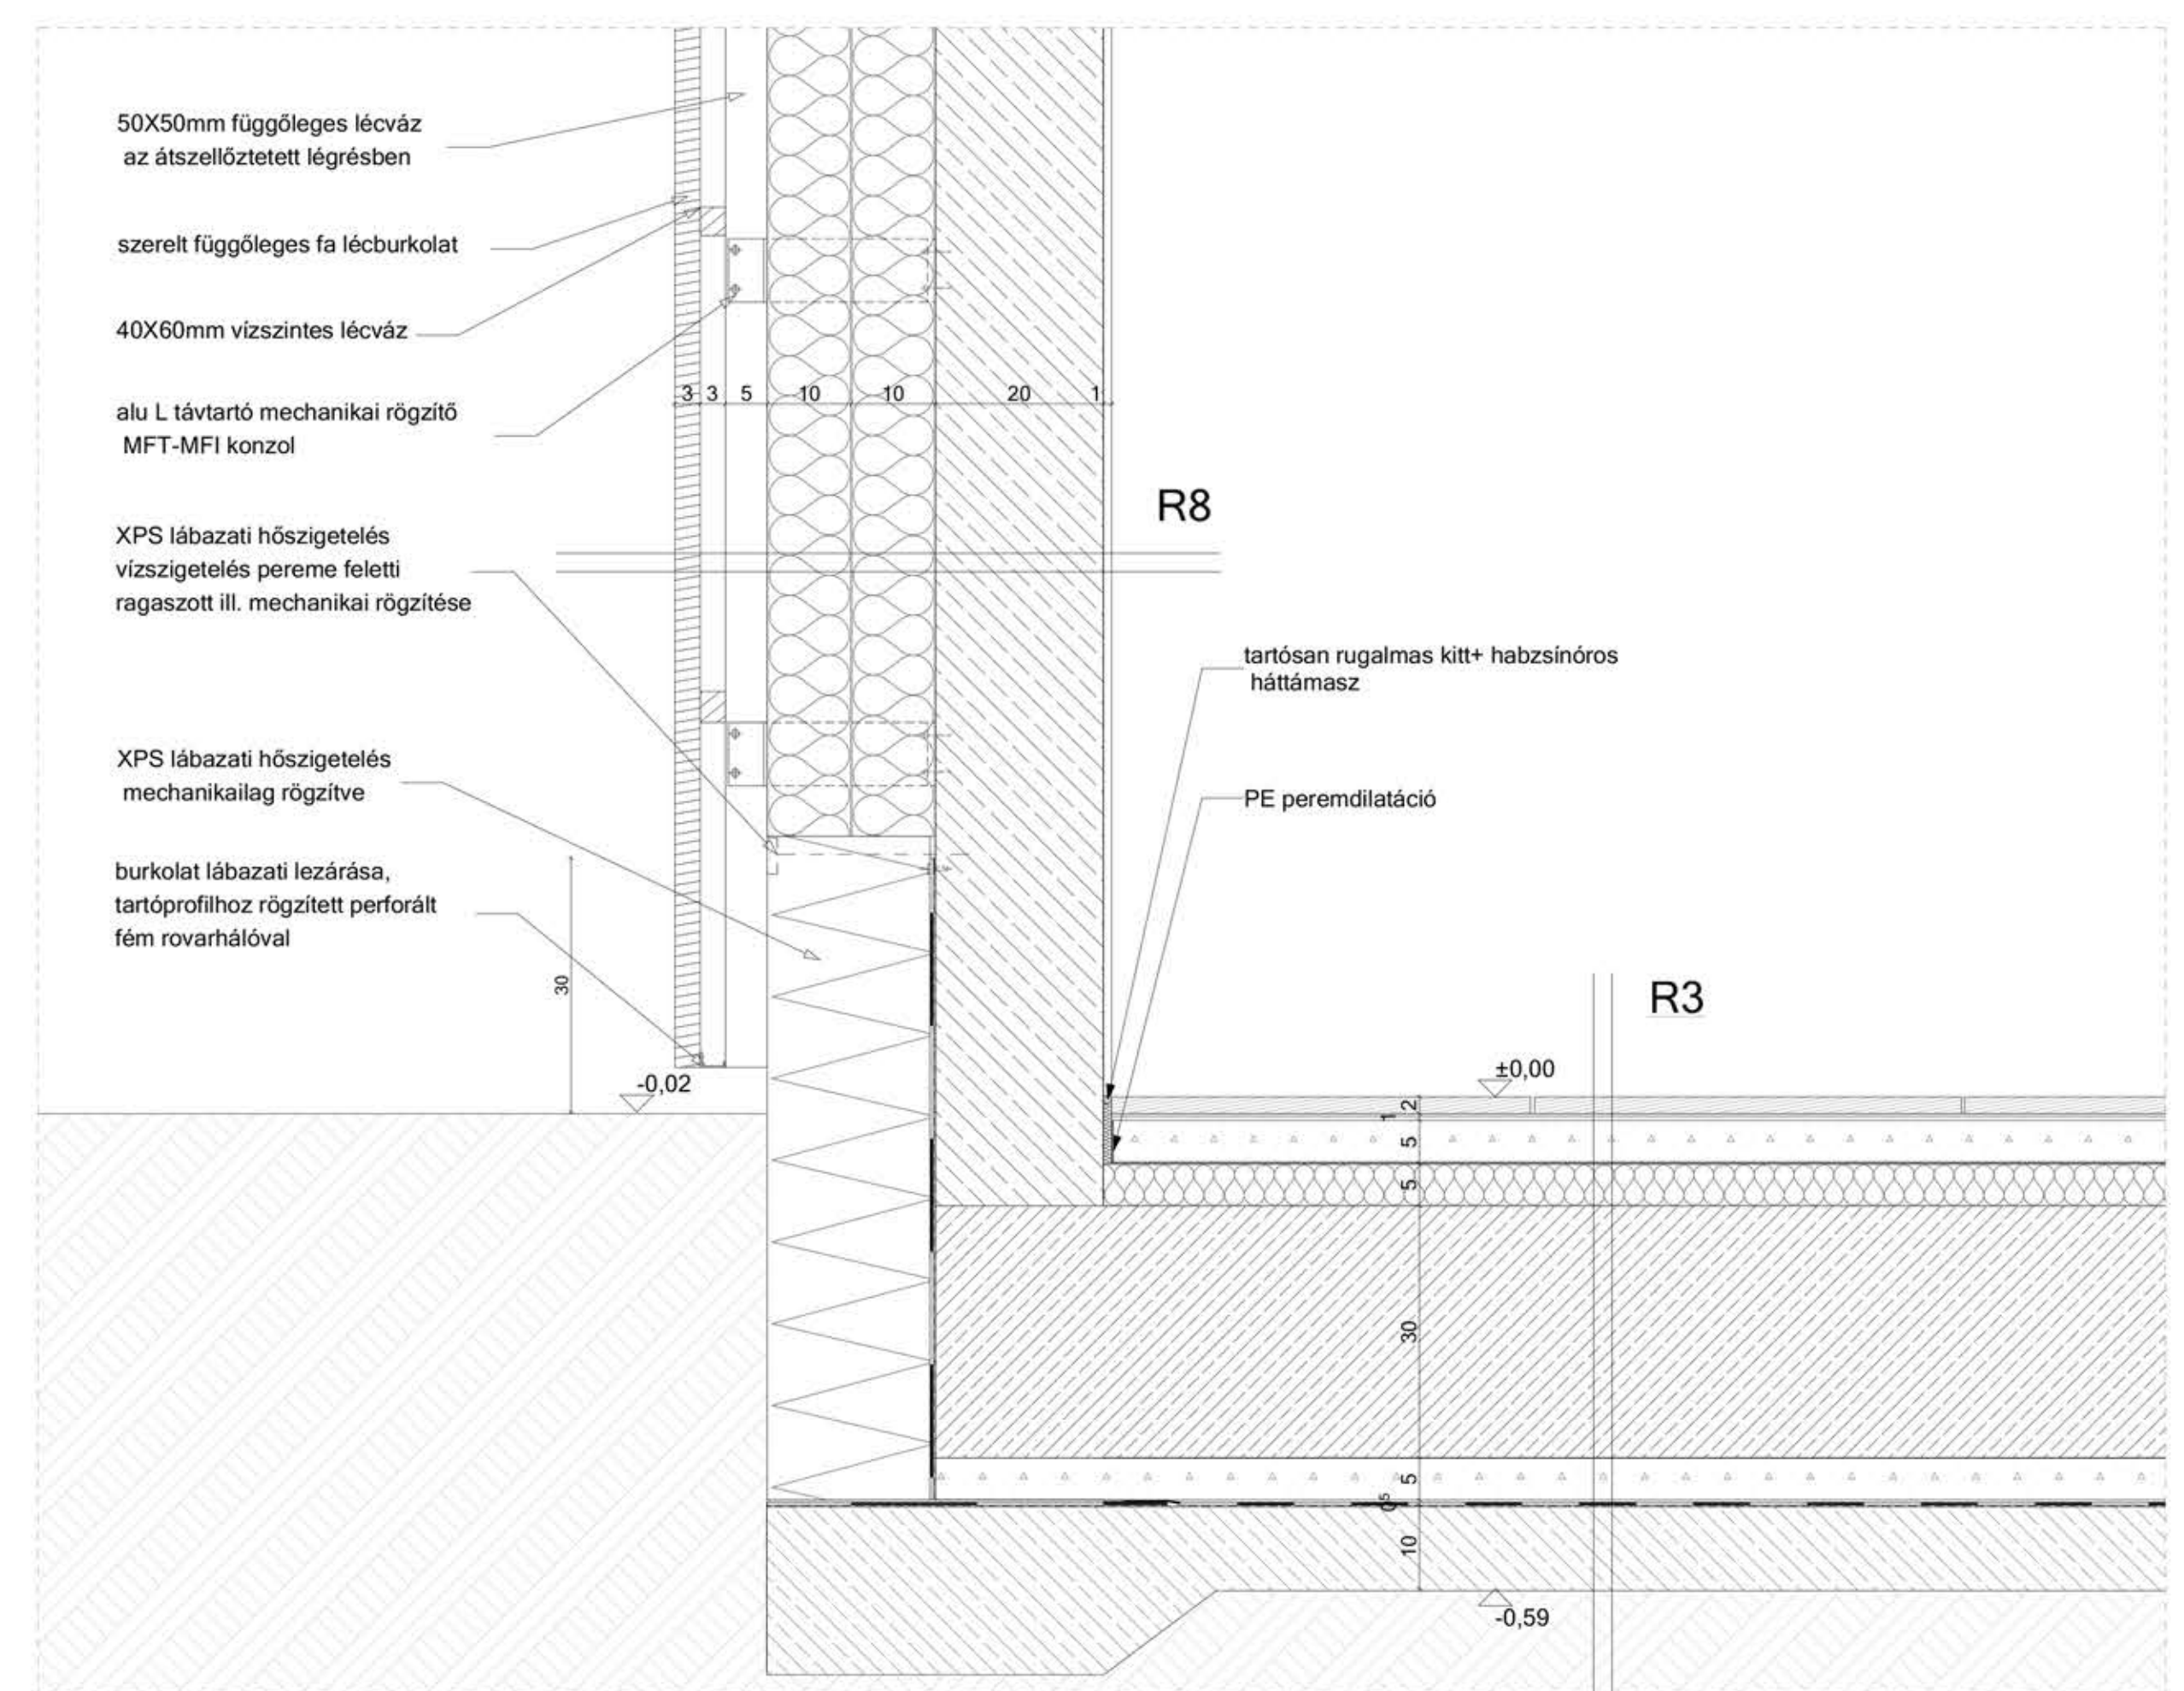 50X50mm függőleges lécváz
az átszellőztetett légrésben
szerelt függőleges fa lécburkolat
40X60mm vízszintes lécváz
alu L távtartó mechanikai rögzítő
MFT-MFI konzol
3 3 5 10 10 20 1
XPS lábazati hőszigetelés
vízszigetelés pereme feletti
ragaszott ill. mechanikai rögzítése
R8
tartósan rugalmas kitt+ habzsínóros
háttámasz
XPS lábazati hőszigetelés
mechanikailag rögzítve
PE peremdilatáció
burkolat lábazati lezárása,
tartóprofilhoz rögzített perforált
fém rovarhálóval
30
R3
-0,02
±0,00
2
1
5
5
30
5
0⁵
10
-0,59